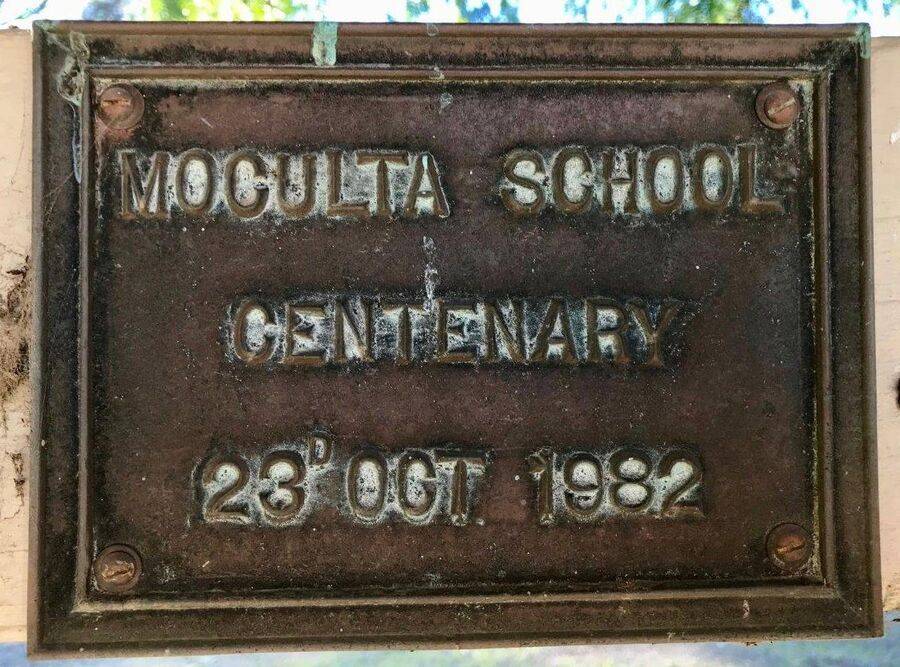 MOCULTA SCHOOL
CENTENARY
23D OCT. 1982